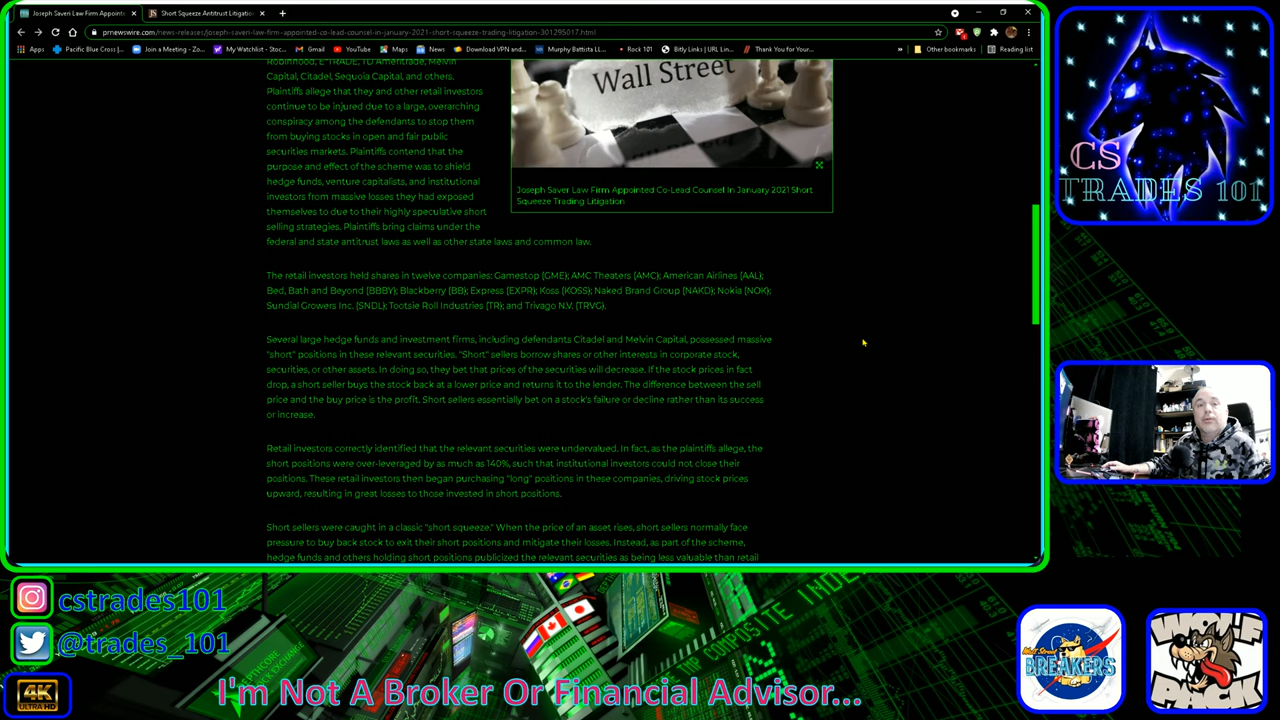 Joseph Saveri Law Firm Appointe
Short Squeeze Antitrust Litigation
prnewswire.com/news-releases/joseph-saveri-law-firm-appointed-co-lead-counsel-in-january-2021-short-squeeze-trading-litigation-301295017.html
Apps
Pacific Blue Cross |...
Join a Meeting - Zo...
My Watchlist - Stoc...
Gmail
YouTube
Maps
News
Download VPN and...
Murphy Battista LL...
Rock 101
Bitly Links | URL Lin...
Thank You for Your...
»
Other bookmarks
Reading list
Robinhood, E*TRADE, TD Ameritrade, Melvin
Capital, Citadel, Sequoia Capital, and others.
Plaintiffs allege that they and other retail investors
continue to be injured due to a large, overarching
conspiracy among the defendants to stop them
from buying stocks in open and fair public
securities markets. Plaintiffs contend that the
purpose and effect of the scheme was to shield
hedge funds, venture capitalists, and institutional
investors from massive losses they had exposed
themselves to due to their highly speculative short
selling strategies. Plaintiffs bring claims under the
federal and state antitrust laws as well as other state laws and common law.
Wall Street
Joseph Saver Law Firm Appointed Co-Lead Counsel In January 2021 Short
Squeeze Trading Litigation
The retail investors held shares in twelve companies: Gamestop (GME); AMC Theaters (AMC); American Airlines (AAL);
Bed, Bath and Beyond (BBBY); Blackberry (BB); Express (EXPR); Koss (KOSS); Naked Brand Group (NAKD); Nokia (NOK);
Sundial Growers Inc. (SNDL); Tootsie Roll Industries (TR); and Trivago N.V. (TRVG).
Several large hedge funds and investment firms, including defendants Citadel and Melvin Capital, possessed massive
"short" positions in these relevant securities. "Short" sellers borrow shares or other interests in corporate stock,
securities, or other assets. In doing so, they bet that prices of the securities will decrease. If the stock prices in fact
drop, a short seller buys the stock back at a lower price and returns it to the lender. The difference between the sell
price and the buy price is the profit. Short sellers essentially bet on a stock's failure or decline rather than its success
or increase.
Retail investors correctly identified that the relevant securities were undervalued. In fact, as the plaintiffs allege, the
short positions were over-leveraged by as much as 140%, such that institutional investors could not close their
positions. These retail investors then began purchasing "long" positions in these companies, driving stock prices
upward, resulting in great losses to those invested in short positions.
Short sellers were caught in a classic "short squeeze." When the price of an asset rises, short sellers normally face
pressure to buy back stock to exit their short positions and mitigate their losses. Instead, as part of the scheme,
hedge funds and others holding short positions publicized the relevant securities as being less valuable than retail
CS
TRADES 101
cstrades101
@trades_101
4K
ULTRA HD
I'm Not A Broker Or Financial Advisor...
COMPOSITE INDE
Wall Street
BREAKERS
WOLF
PACK